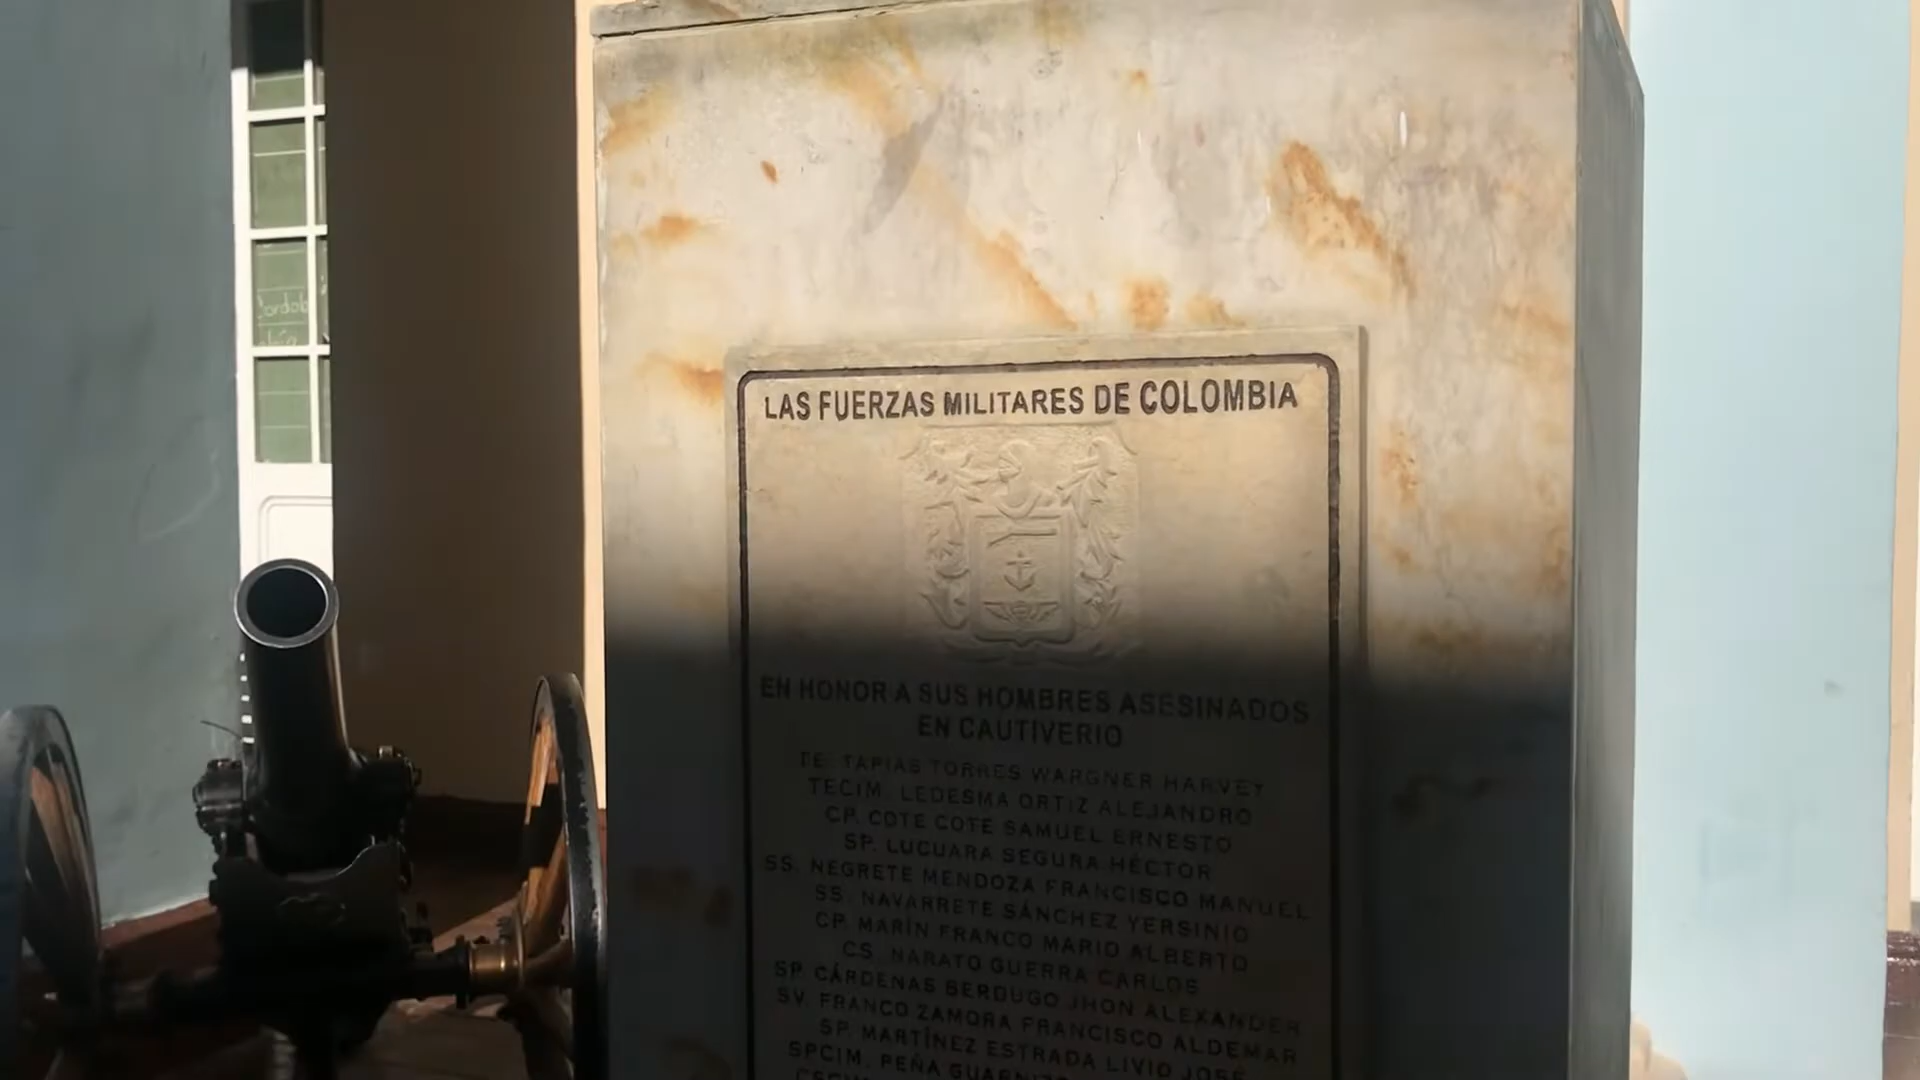 LAS FUERZAS MILITARES DE COLOMBIA
EN HONOR A SUS HOMBRES ASESINADOS
EN CAUTIVERIO
TE. TAPIAS TORRES WARGNER HARVEY
TECIM. LEDESMA ORTIZ ALEJANDRO
CP. COTE COTE SAMUEL ERNESTO
SP. LUCUARA SEGURA HÉCTOR
SS. NEGRETE MENDOZA FRANCISCO MANUEL
SS. NAVARRETE SÁNCHEZ YERSINIO
CP. MARÍN FRANCO MARIO ALBERTO
CS. NARATO GUERRA CARLOS
SP. CÁRDENAS BERDUGO JHON ALEXANDER
SV. FRANCO ZAMORA FRANCISCO ALDEMAR
SP. MARTÍNEZ ESTRADA LIVIO JOSÉ
SPCIM. PEÑA